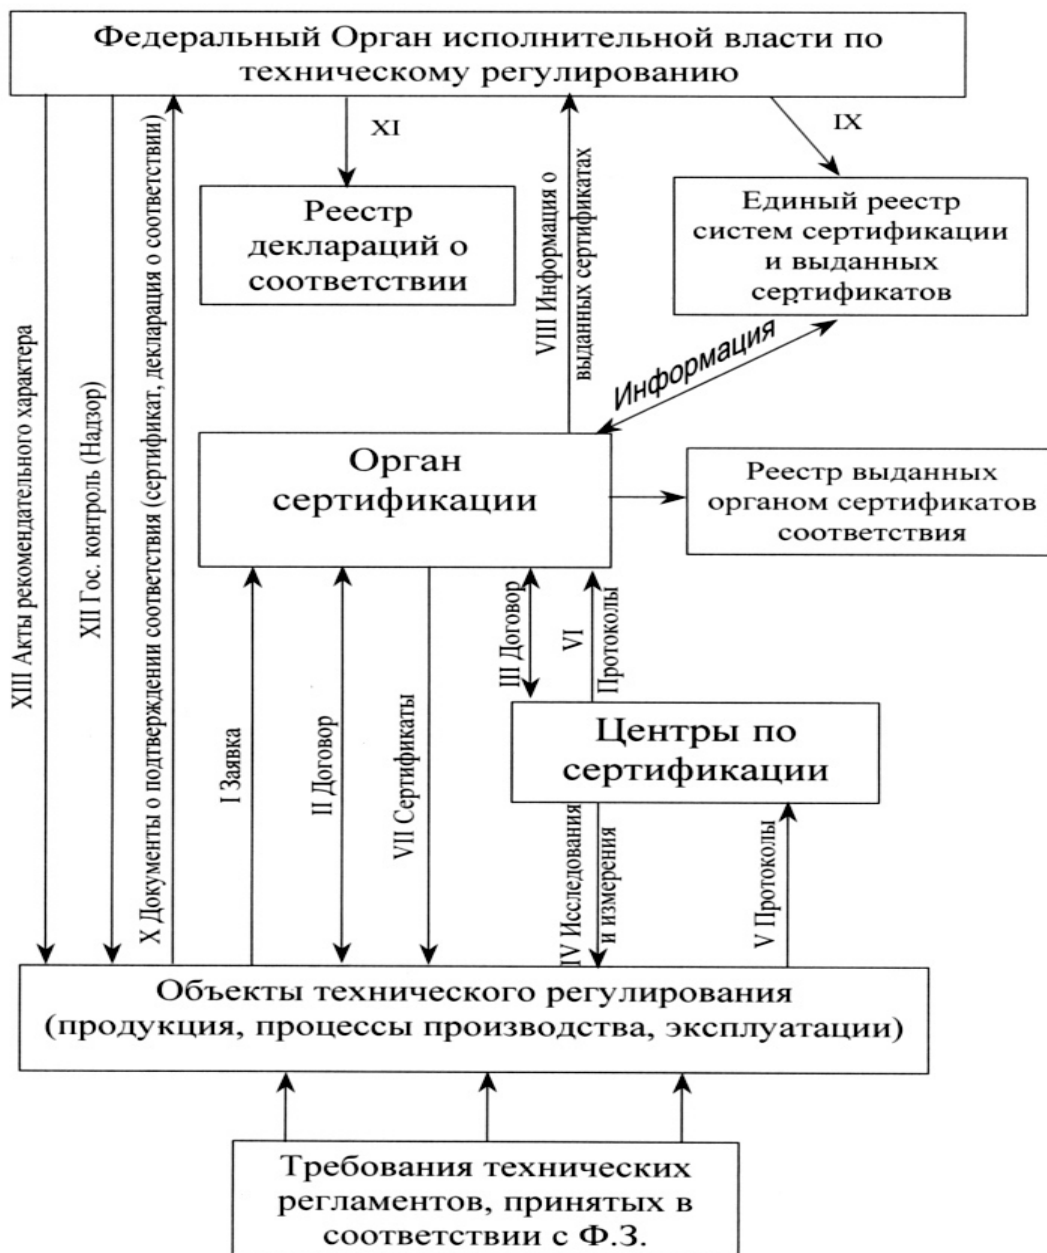 Федеральный Орган исполнительной власти по
техническому регулированию
XI
IX
Реестр
деклараций о
соответствии
VIII Информация о
выданных сертификатах
Единый реестр
систем сертификации
и выданных
сертификатов
Информация
XIII Акты рекомендательного характера
XII Гос. контроль (Надзор)
X Документы о подтверждении соответствия (сертификат, декларация о соответствии)
Орган
сертификации
Реестр выданных
органом сертификатов
соответствия
I Заявка
II Договор
VII Сертификаты
III Договор
VI
Протоколы
Центры по
сертификации
IV Исследования
и измерения
V Протоколы
Объекты технического регулирования
(продукция, процессы производства, эксплуатации)
Требования технических
регламентов, принятых в
соответствии с Ф.З.